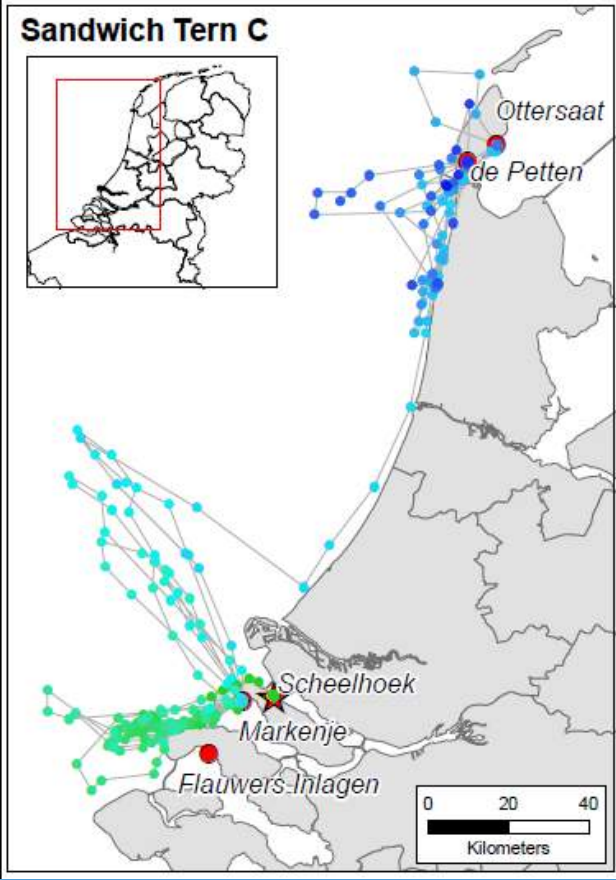 Sandwich Tern C
Ottersaat
de Petten
Scheelhoek
Markenje
Flauwers Inlagen
0 20 40
Kilometers